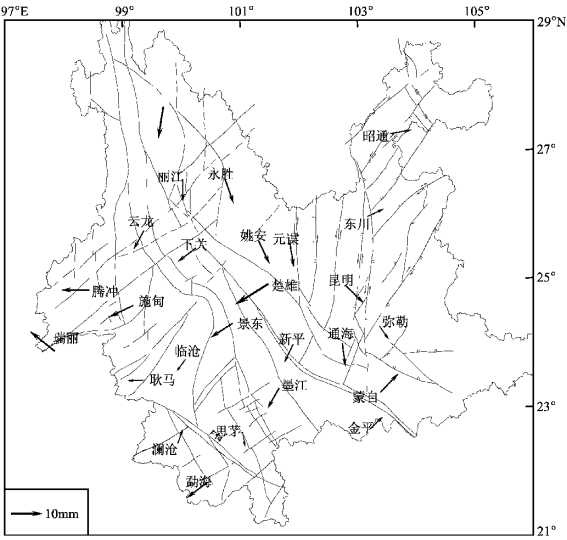 97°E 99° 101° 103° 105° 29°N
昭通
27°
丽江 永胜
云龙 下关 姚安 元谋 东川
25°
腾冲 施甸 楚雄 昆明
瑞丽 临沧 景东 新平 通海 弥勒
耿马 墨江 蒙自
23°
澜沧 思茅 金平
勐海
10mm
21°